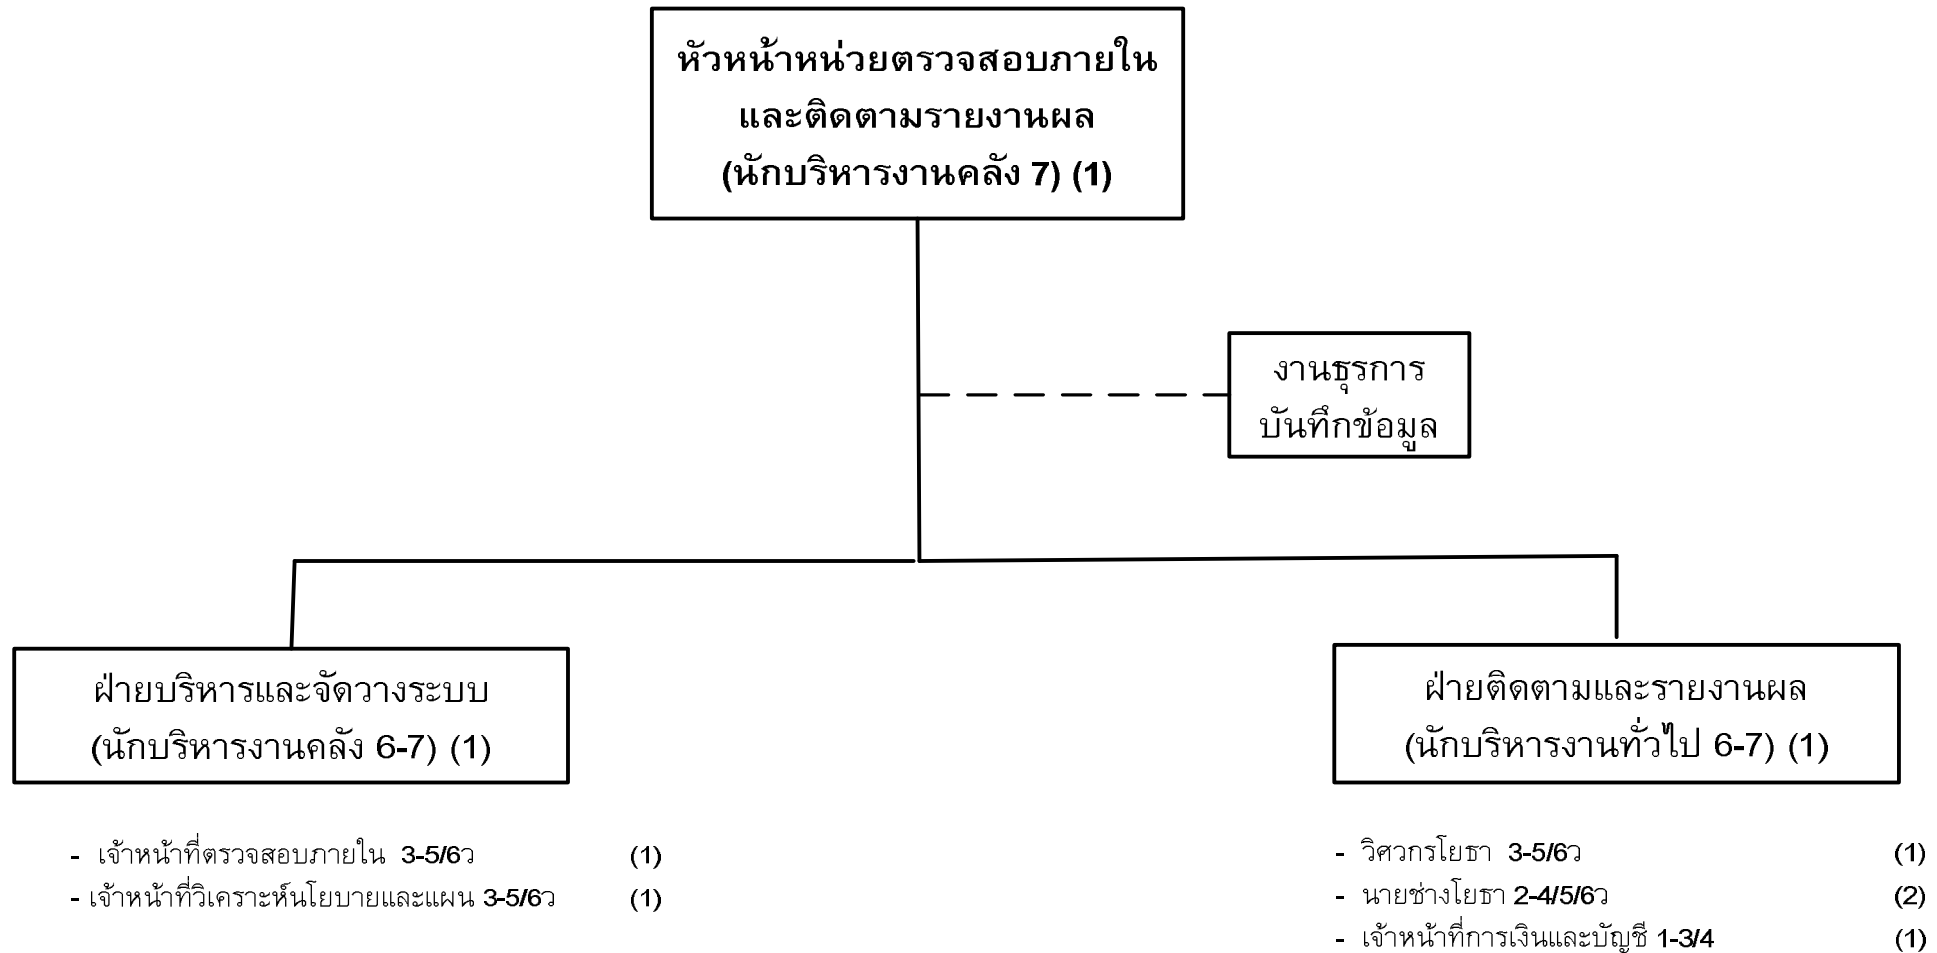 หัวหน้าหน่วยตรวจสอบภายใน
และติดตามรายงานผล
(นักบริหารงานคลัง 7) (1)
งานธุรการ
บันทึกข้อมูล
ฝ่ายบริหารและจัดวางระบบ
(นักบริหารงานคลัง 6-7) (1)
- เจ้าหน้าที่ตรวจสอบภายใน 3-5/6ว (1)
- เจ้าหน้าที่วิเคราะห์นโยบายและแผน 3-5/6ว (1)
ฝ่ายติดตามและรายงานผล
(นักบริหารงานทั่วไป 6-7) (1)
- วิศวกรโยธา 3-5/6ว (1)
- นายช่างโยธา 2-4/5/6ว (2)
- เจ้าหน้าที่การเงินและบัญชี 1-3/4 (1)